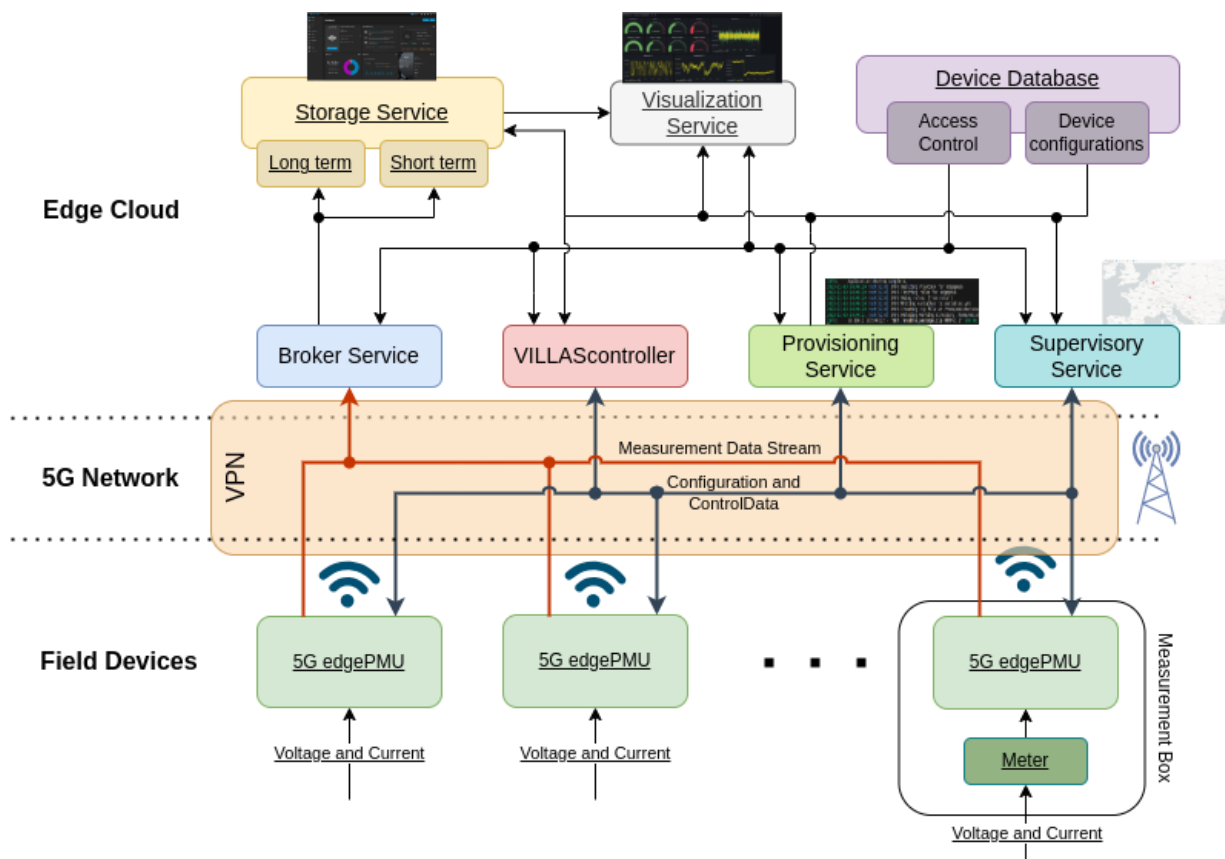 Storage Service
Long term
Short term
Visualization
Service
Device Database
Access
Control
Device
configurations
Edge Cloud
Broker Service
VILLAScontroller
Provisioning
Service
Supervisory
Service
5G Network
VPN
Measurement Data Stream
Configuration and
ControlData
Field Devices
5G edgePMU
5G edgePMU
5G edgePMU
Meter
Measurement Box
Voltage and Current
Voltage and Current
Voltage and Current